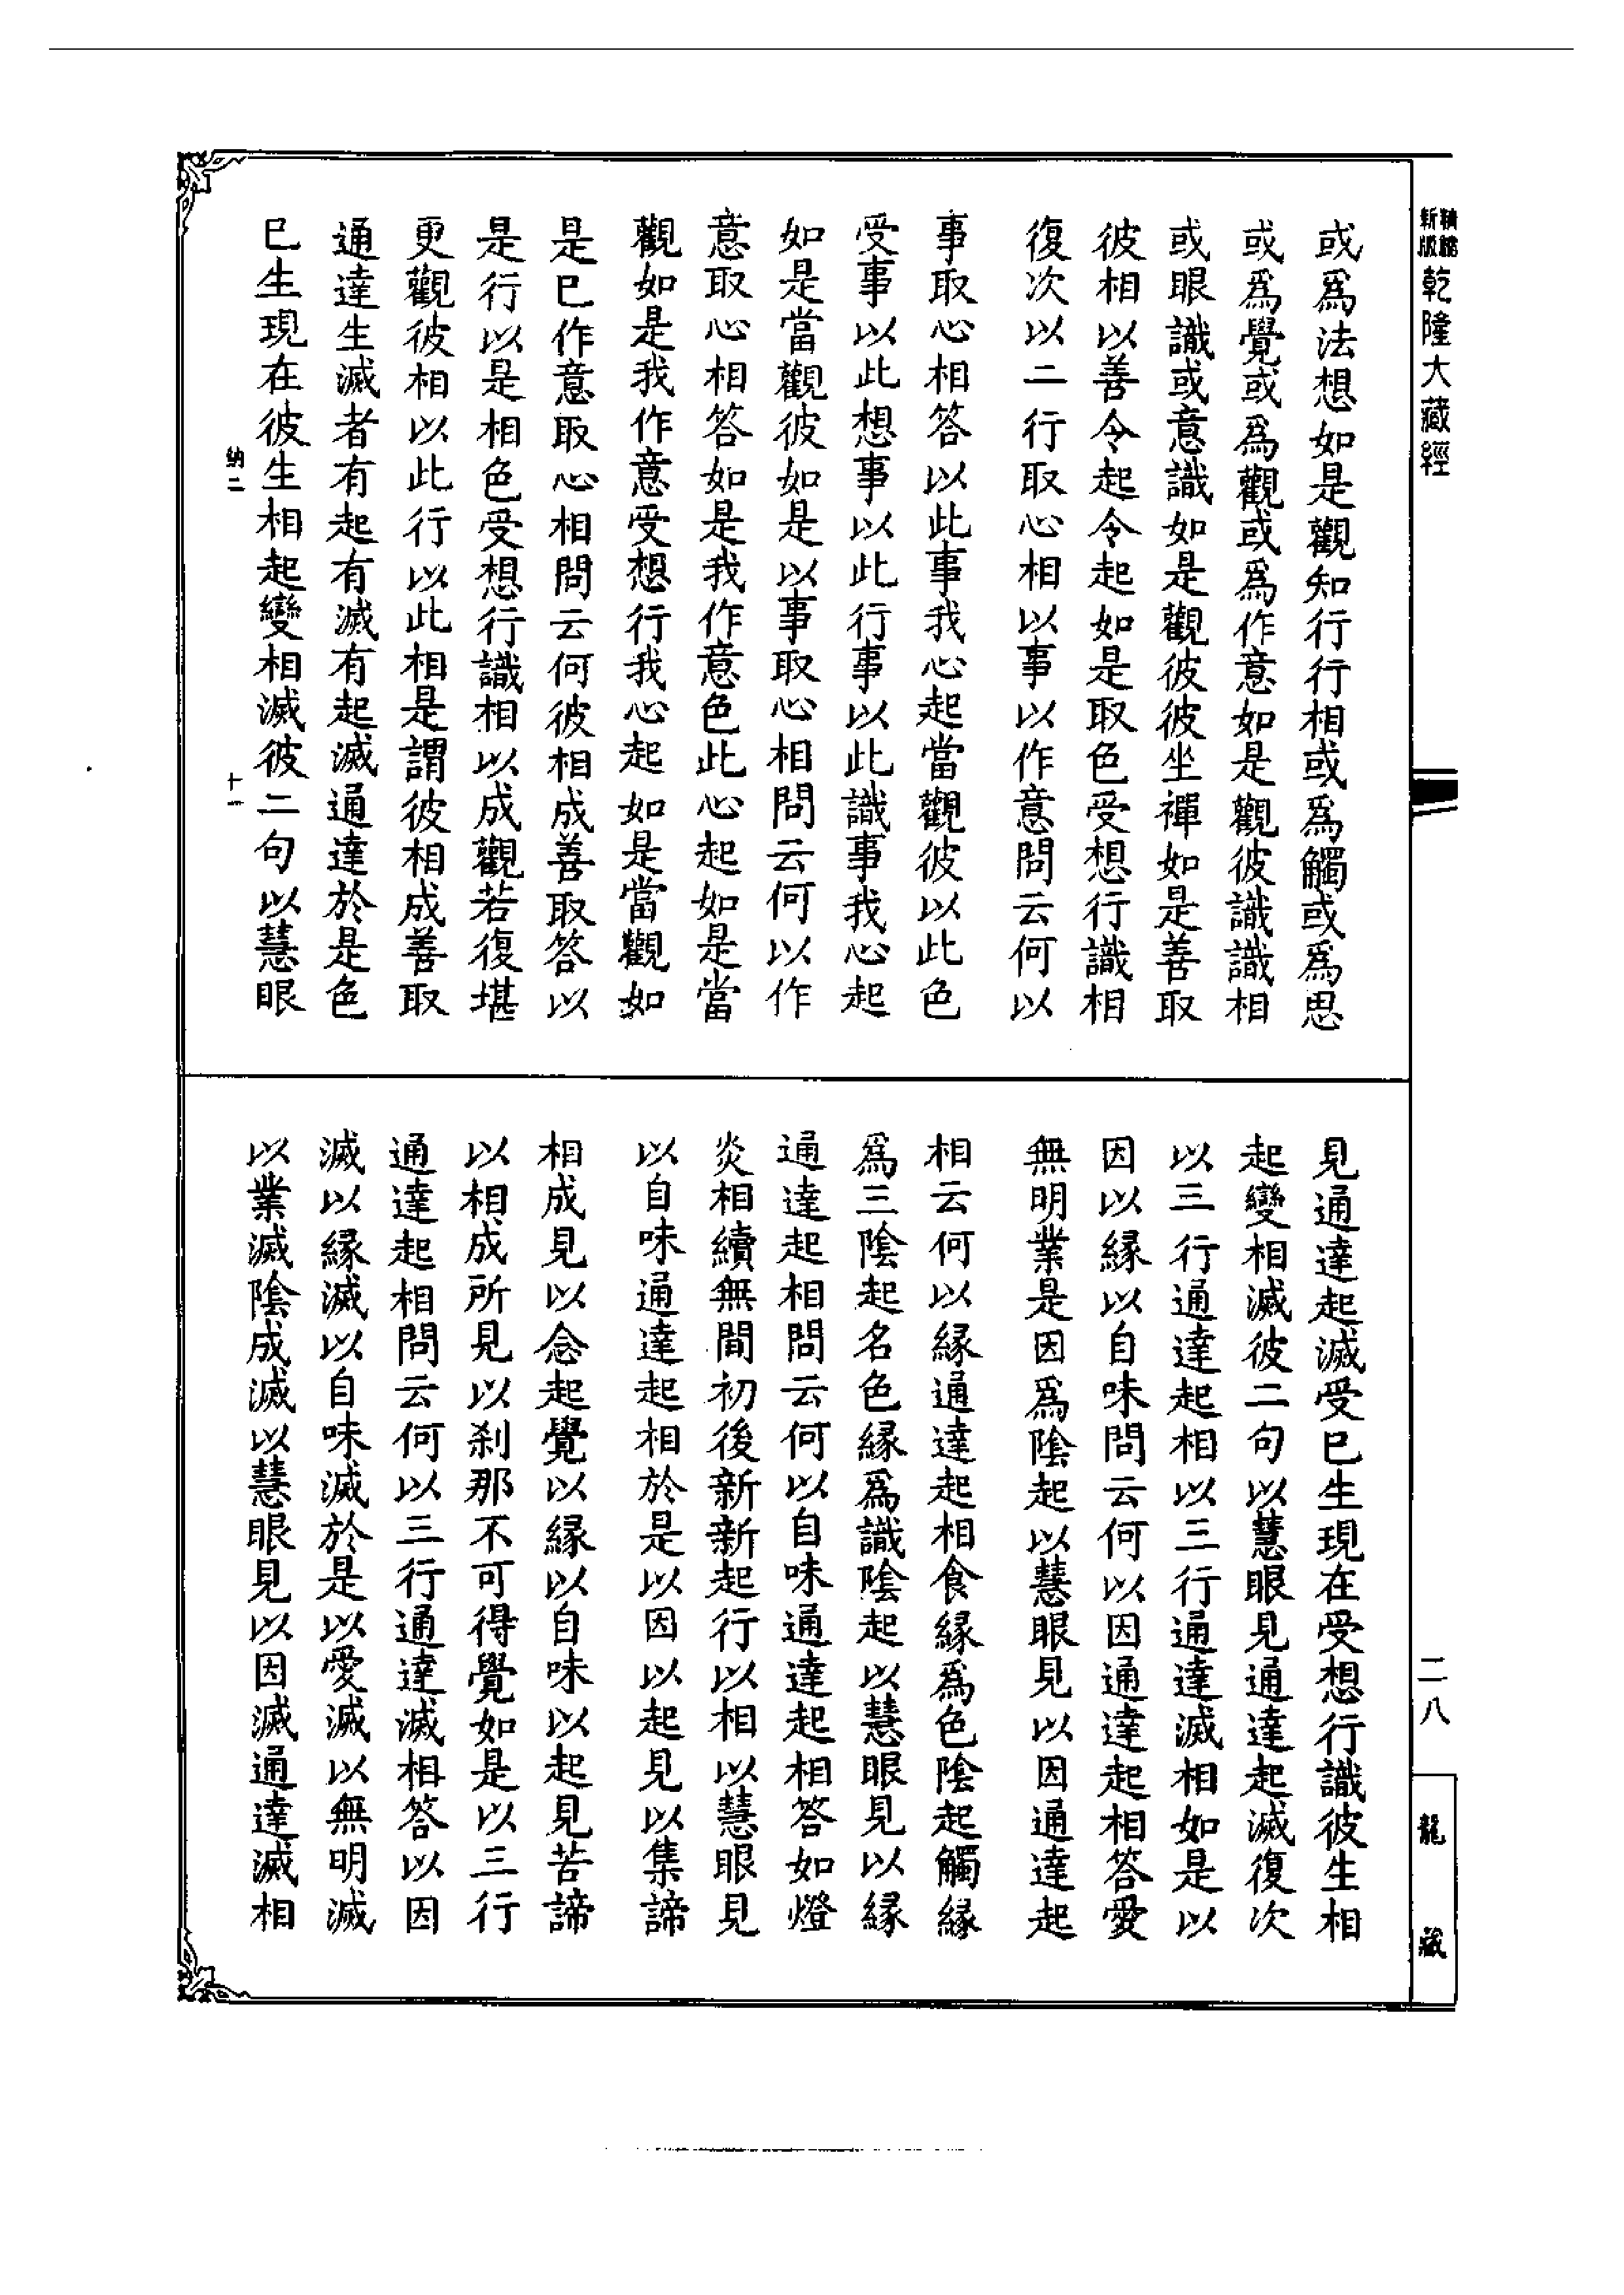 精縮新版乾隆大藏經
或爲法想如是觀知行行相或爲觸或爲思
或爲覺或爲觀或爲作意如是觀彼識識相
或眼識或意識如是觀彼彼坐禪如是善取
彼相以善令起令起如是取色受想行識相
復次以二行取心相以事以作意問云何以
事取心相答以此事我心起當觀彼以此色
受事以此想事以此行事以此識事我心起
如是當觀彼如是以事取心相問云何以作
意取心相答如是我作意色此心起如是當
觀如是我作意受想行我心起如是當觀如
是巳作意取心相問云何彼相成善取答以
是行以是相色受想行識相以成觀若復堪
更觀彼相以此行以此相是謂彼相成善取
通達生滅者有起有滅有起滅通達於是色
巳生現在彼生相起變相滅彼二句以慧眼
納二
十一
見通達起滅受巳生現在受想行識彼生相
起變相滅彼二句以慧眼見通達起滅復次
以三行通達起相以三行通達滅相如是以
因以緣以自味問云何以因通達起相答愛
無明業是因爲陰起以慧眼見以因通達起
相云何以緣通達起相食緣爲色陰起觸緣
爲三陰起名色緣爲識陰起以慧眼見以緣
通達起相問云何以自味通達起相答如燈
炎相續無間初後新新起行以相以慧眼見
以自味通達起相於是以因以起見以集諦
相成見以念起覺以緣以自味以起見苦諦
以相成所見以刹那不可得覺如是以三行
通達起相問云何以三行通達滅相答以因
滅以緣滅以自味滅於是以愛滅以無明滅
以業滅陰成滅以慧眼見以因滅通達滅相
二八
龍藏